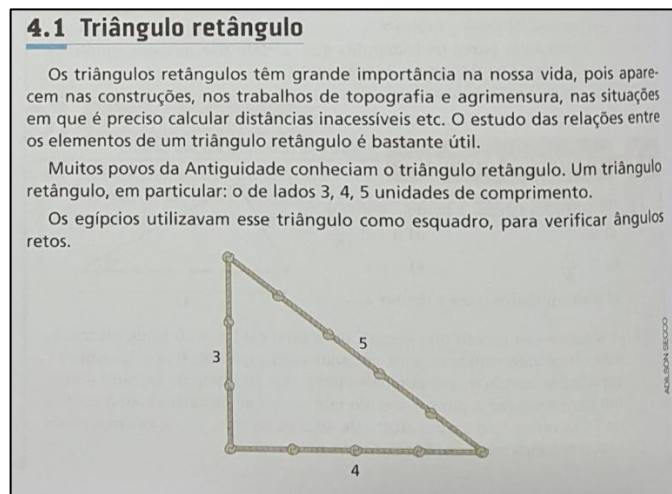 4.1 Triângulo retângulo
Os triângulos retângulos têm grande importância na nossa vida, pois apare-
cem nas construções, nos trabalhos de topografia e agrimensura, nas situações
em que é preciso calcular distâncias inacessíveis etc. O estudo das relações entre
os elementos de um triângulo retângulo é bastante útil.
Muitos povos da Antiguidade conheciam o triângulo retângulo. Um triângulo
retângulo, em particular: o de lados 3, 4, 5 unidades de comprimento.
Os egípcios utilizavam esse triângulo como esquadro, para verificar ângulos
retos.
5
3
4
ADILSON SECCO